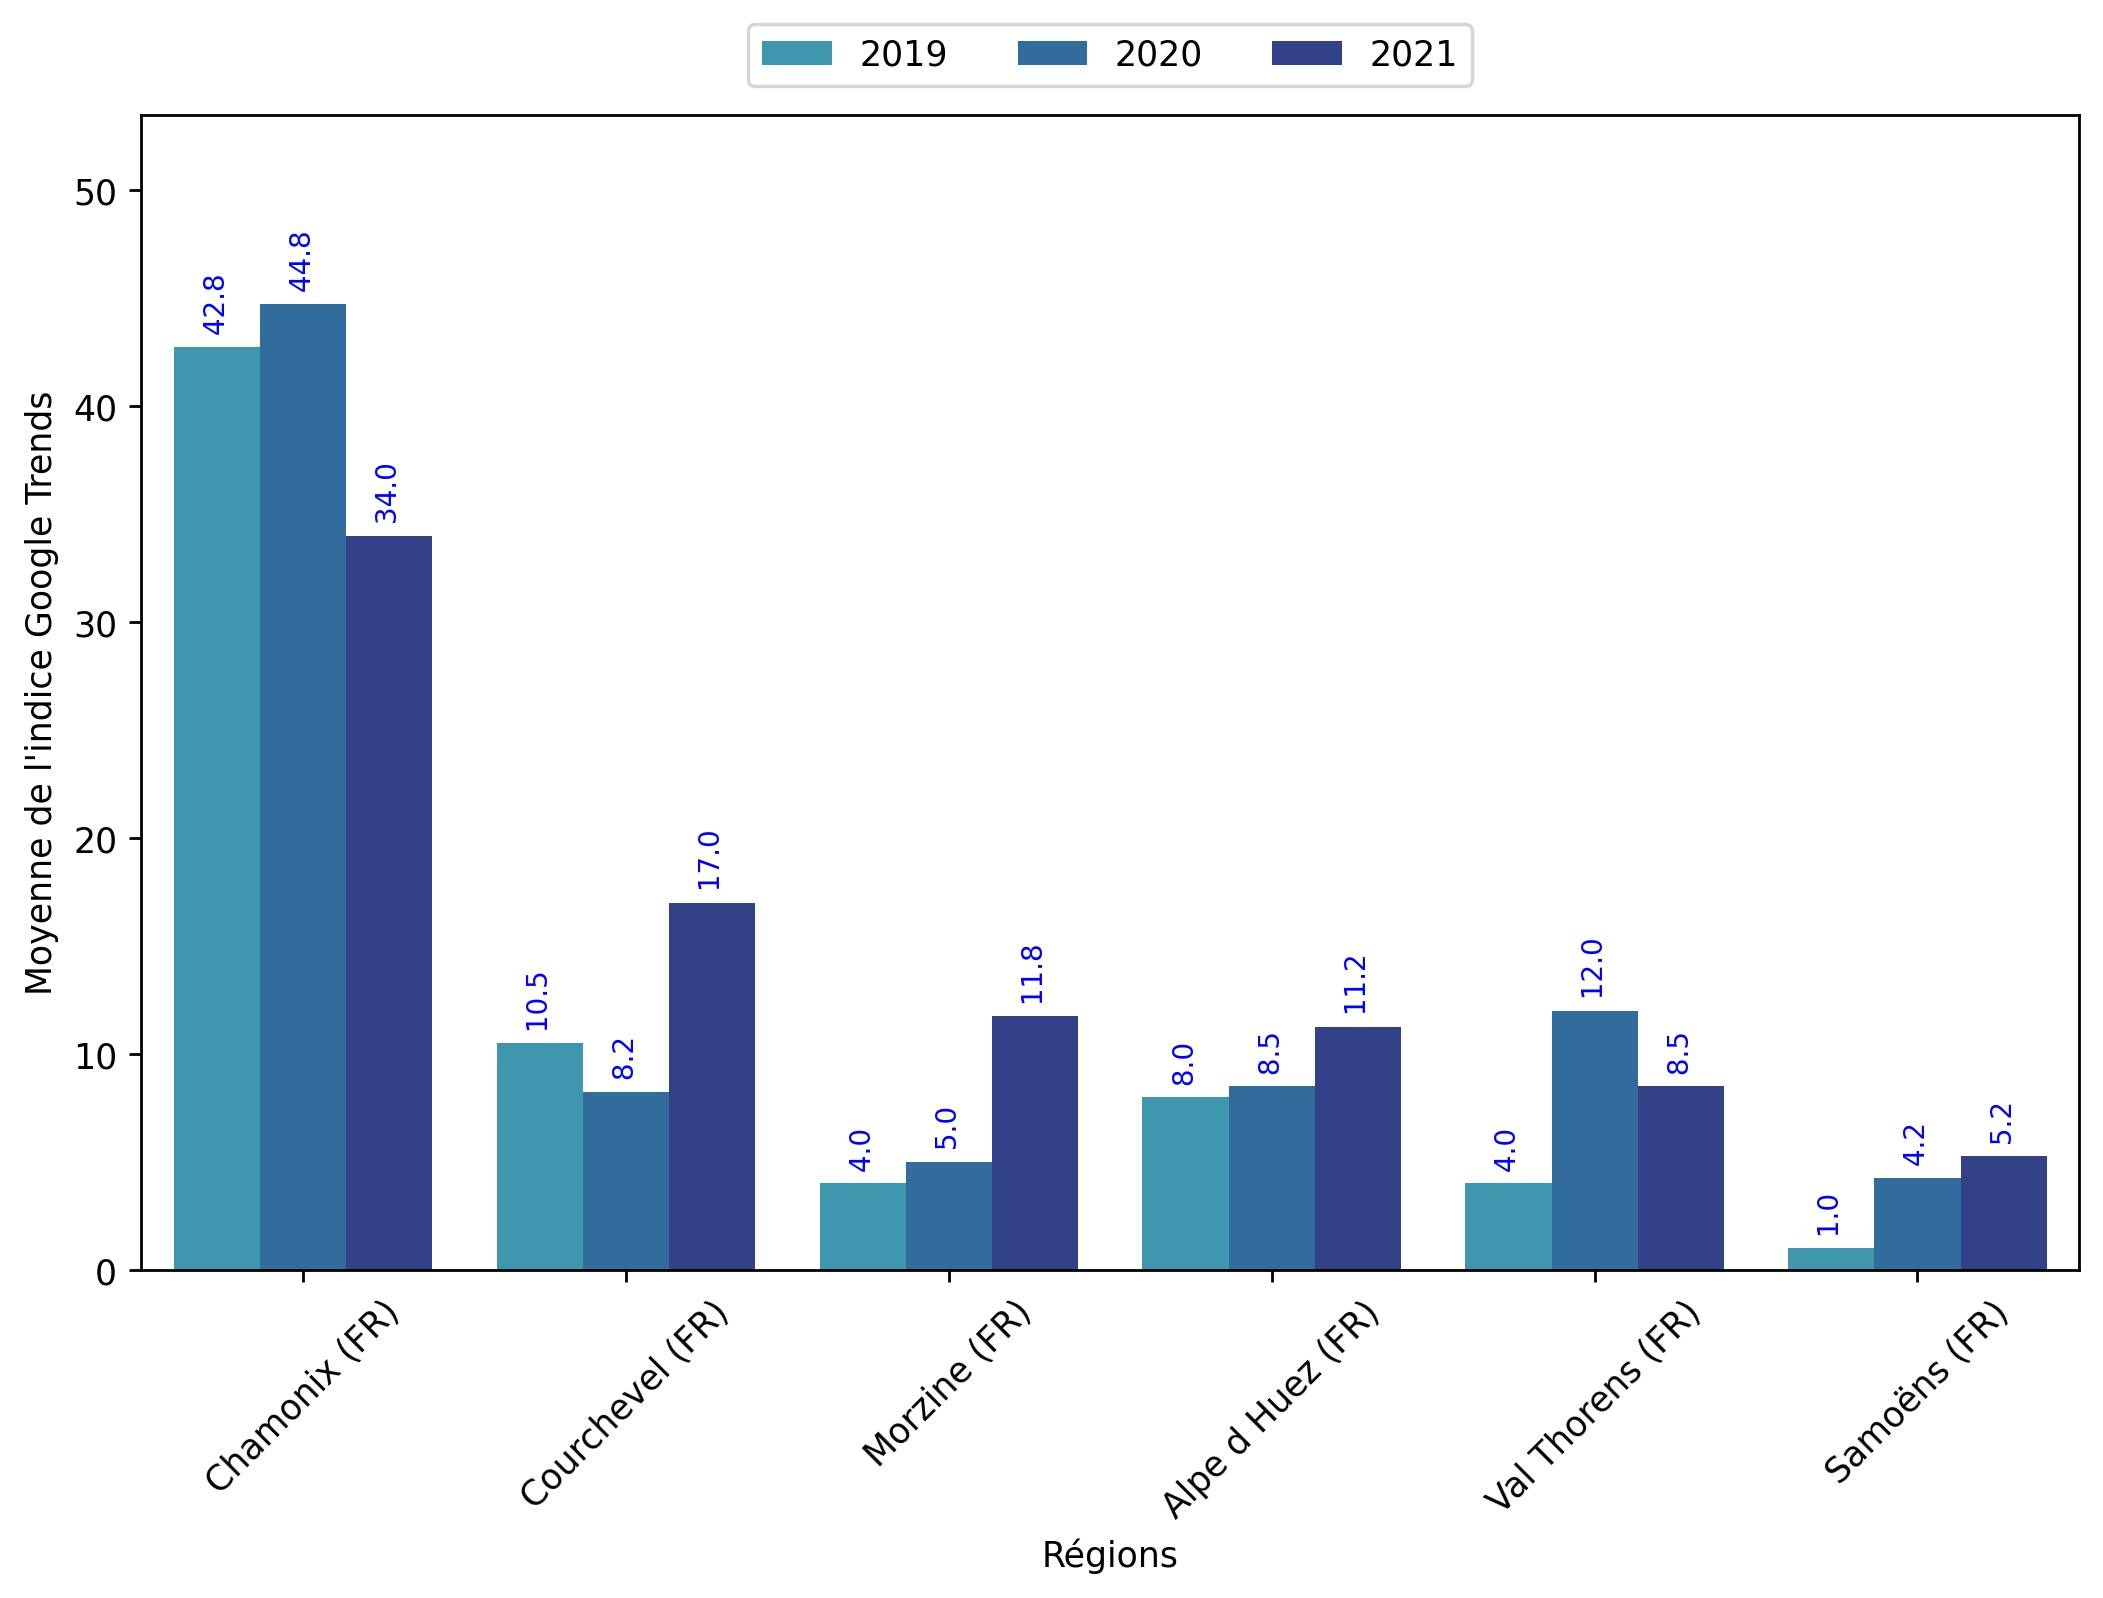 2019 2020 2021
Moyenne de l'indice Google Trends
50
40
30
20
10
0
42.8 44.8 34.0
10.5 8.2 17.0
4.0 5.0 11.8
8.0 8.5 11.2
4.0 12.0 8.5
1.0 4.2 5.2
Chamonix (FR)
Courchevel (FR)
Morzine (FR)
Alpe d Huez (FR)
Val Thorens (FR)
Samoëns (FR)
Régions